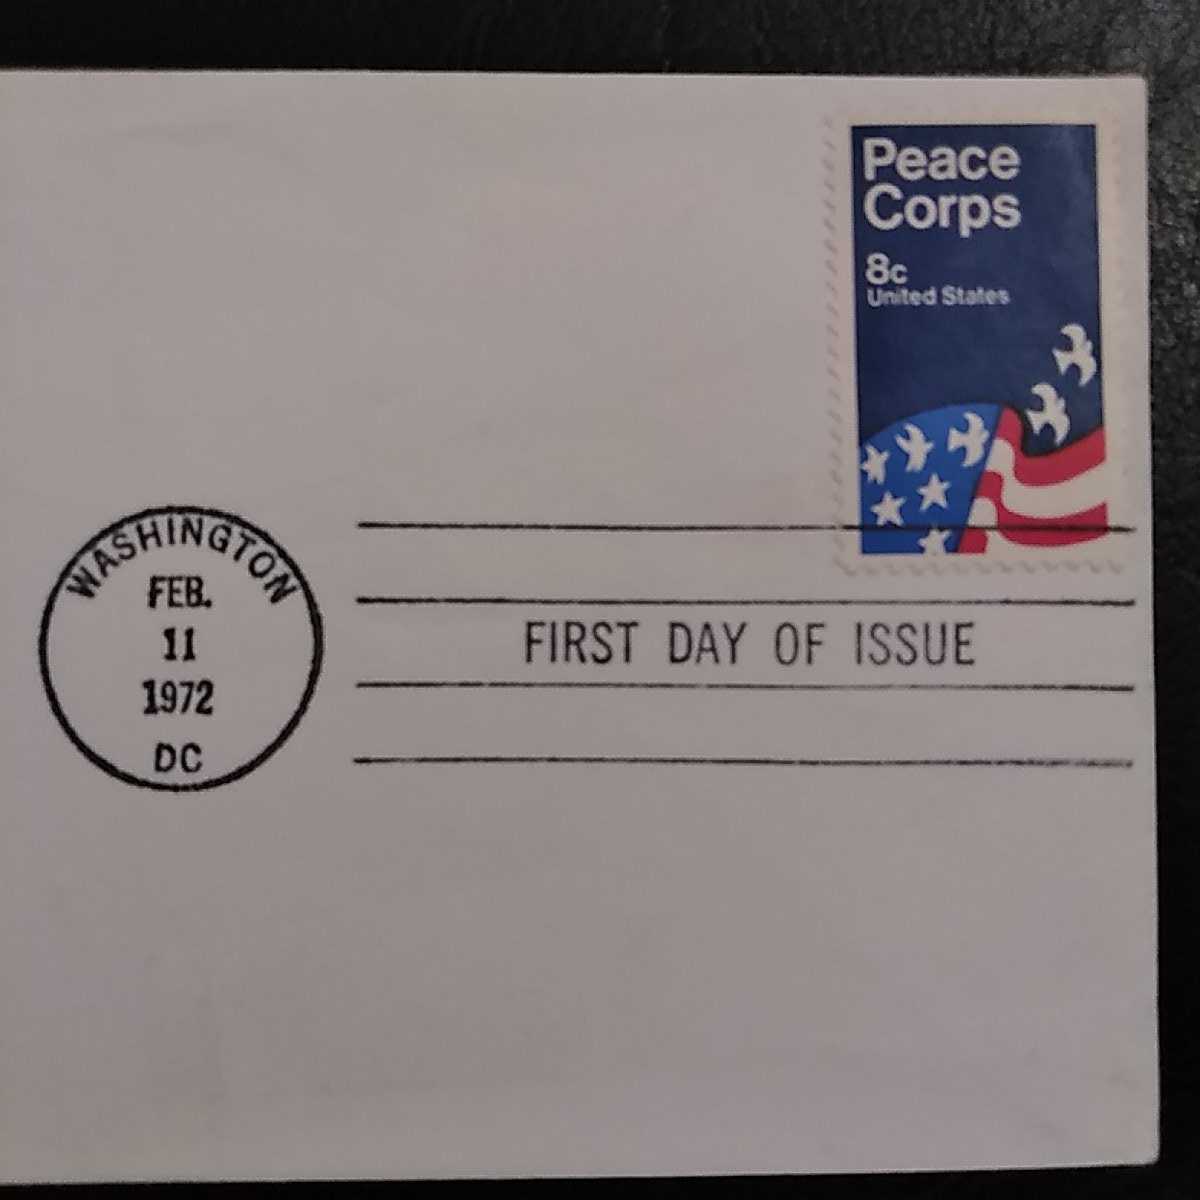 Peace
Corps
8c
United States
WASHINGTON
FEB.
11
1972
DC
FIRST DAY OF ISSUE